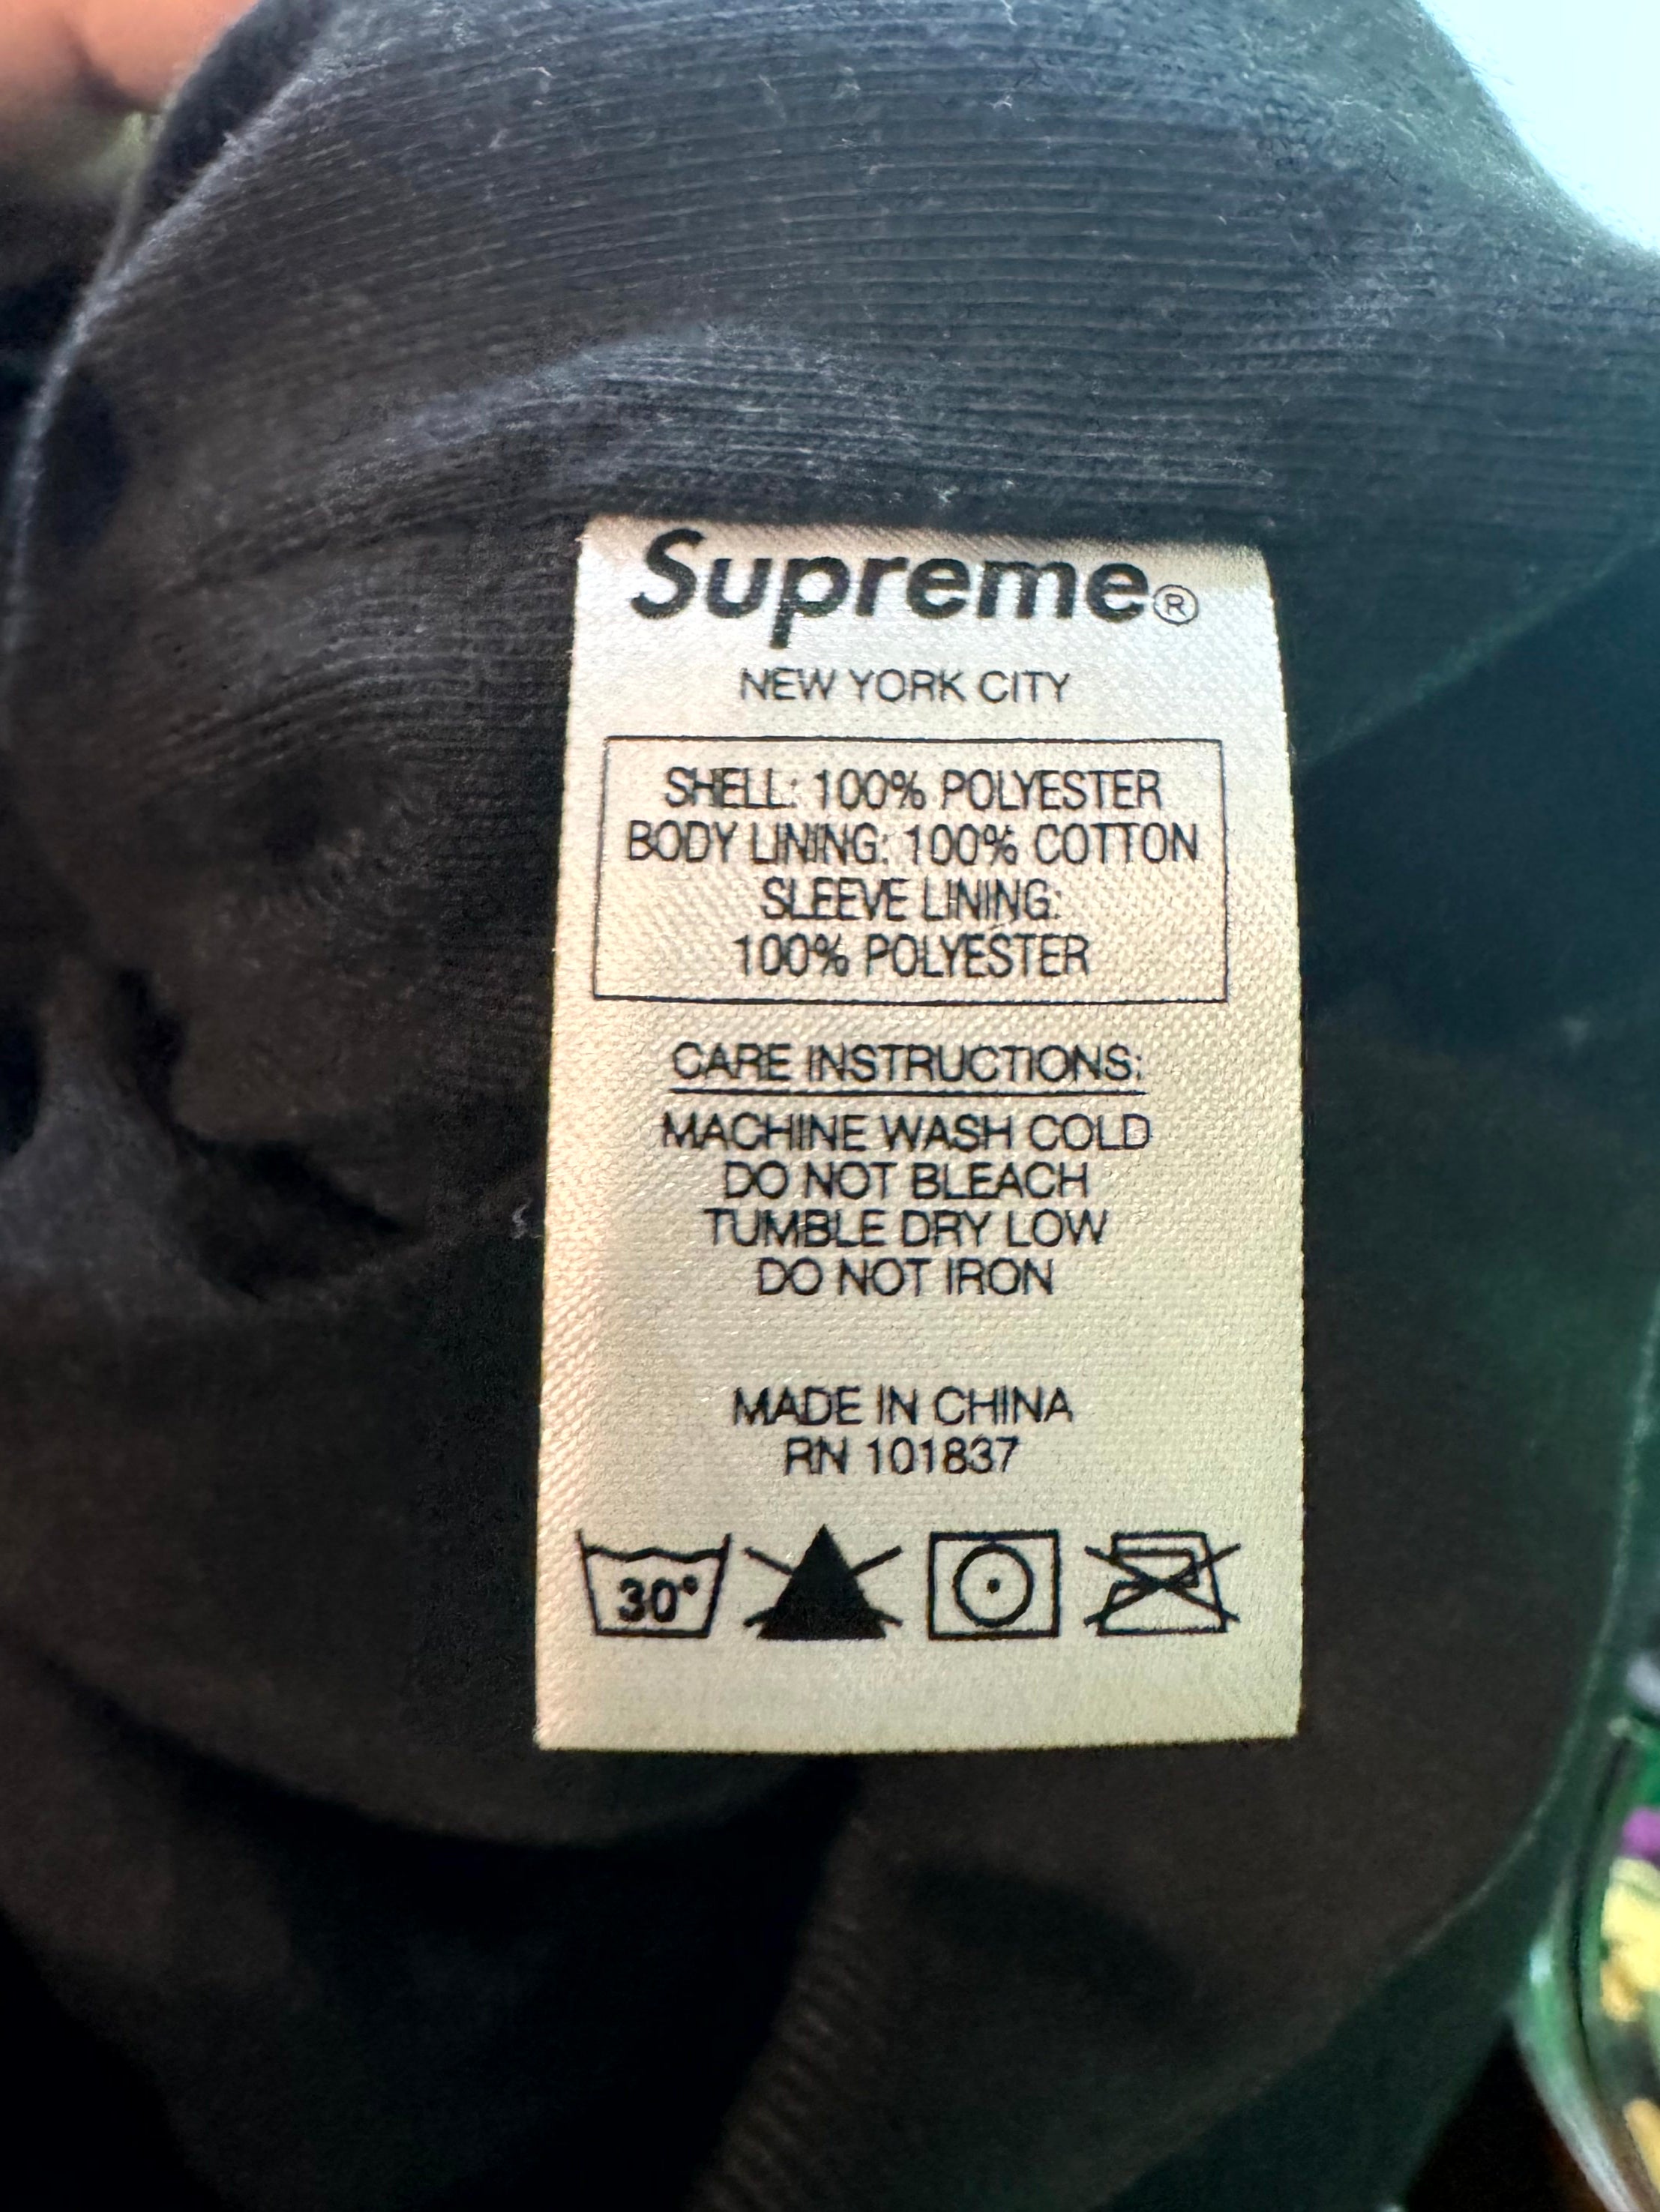 Supreme®
NEW YORK CITY
SHELL: 100% POLYESTER
BODY LINING: 100% COTTON
SLEEVE LINING:
100% POLYESTER
CARE INSTRUCTIONS:
MACHINE WASH COLD
DO NOT BLEACH
TUMBLE DRY LOW
DO NOT IRON
MADE IN CHINA
RN 101837
30°